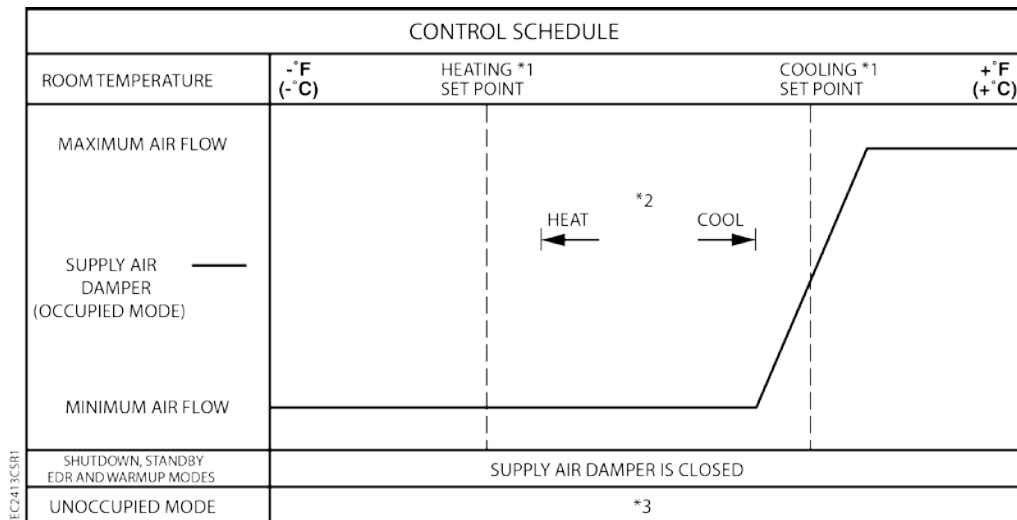 CONTROL SCHEDULE
ROOM TEMPERATURE
-°F
(-°C)
HEATING *1
SET POINT
COOLING *1
SET POINT
+°F
(+°C)
MAXIMUM AIR FLOW
*2
HEAT
COOL
SUPPLY AIR
DAMPER
(OCCUPIED MODE)
MINIMUM AIR FLOW
SHUTDOWN, STANDBY
EDR AND WARMUP MODES
SUPPLY AIR DAMPER IS CLOSED
UNOCCUPIED MODE
*3
EC2413CSR1